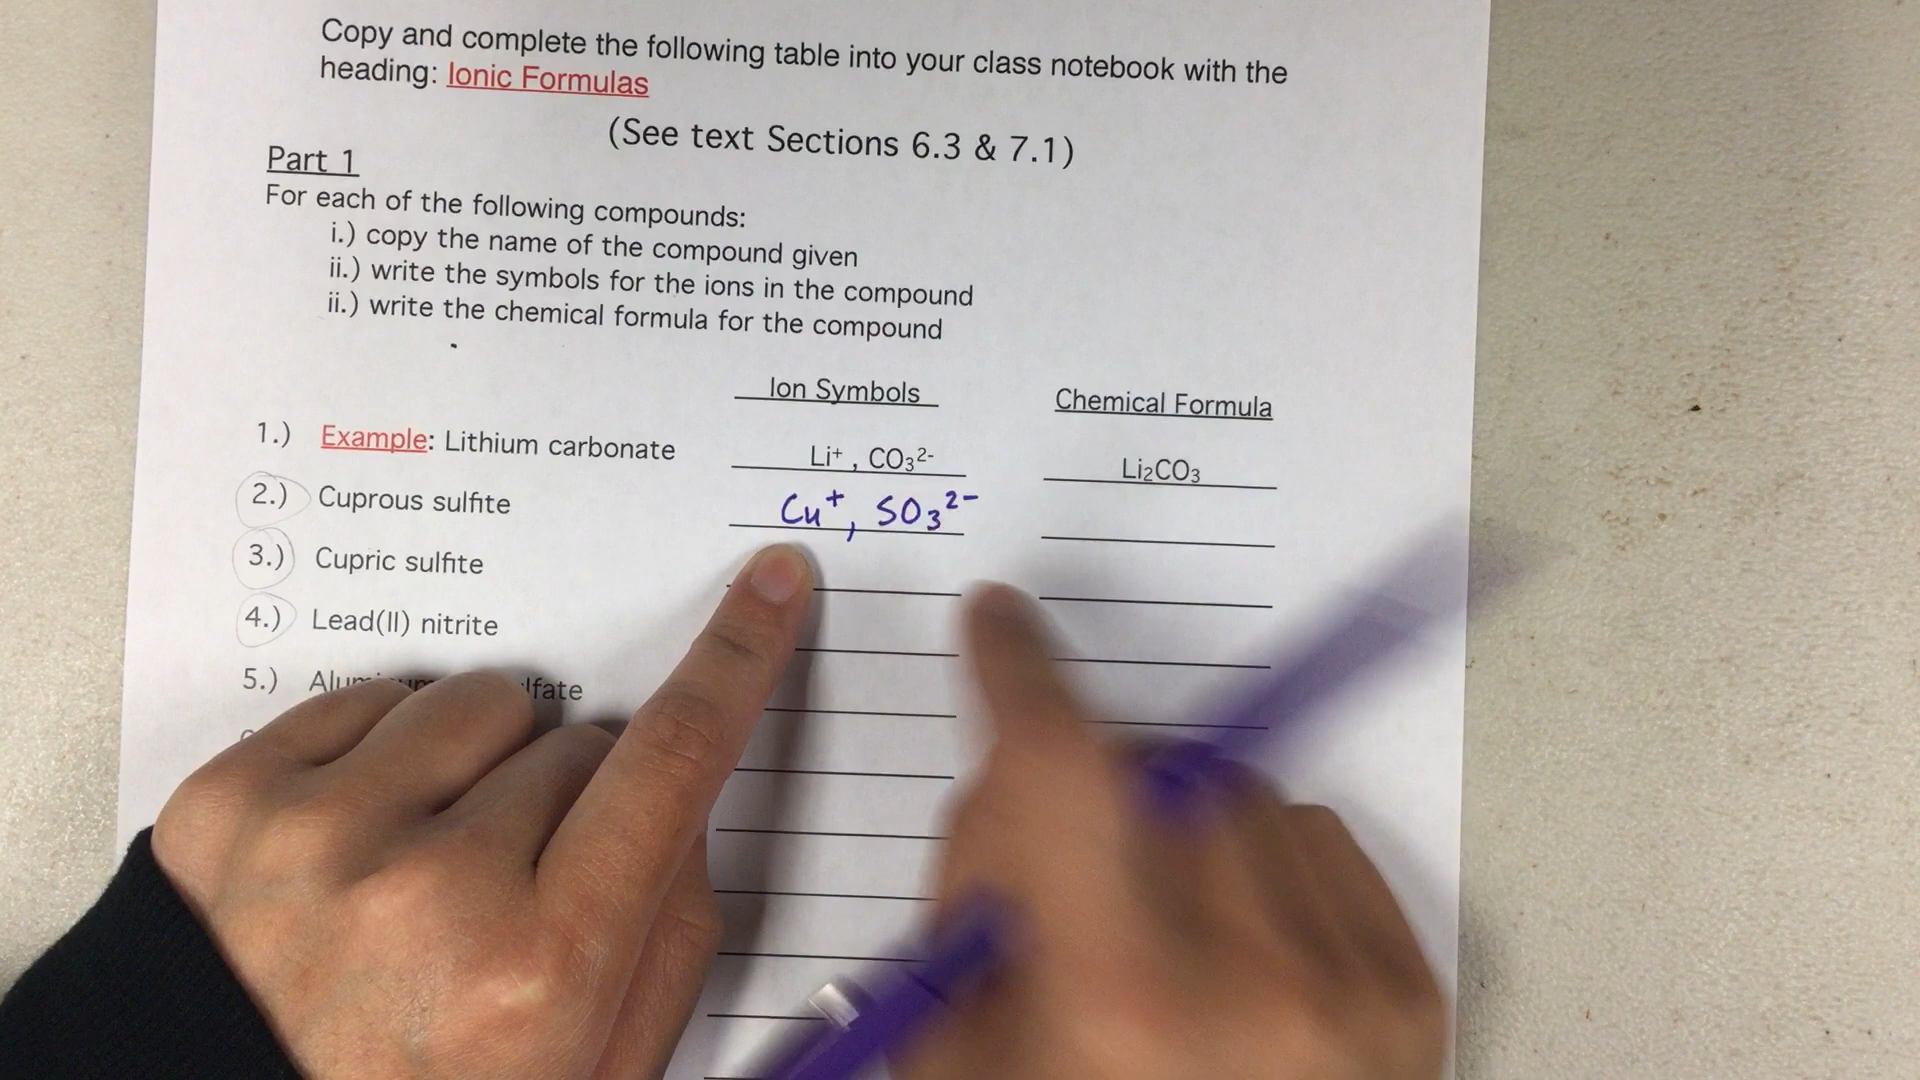 Copy and complete the following table into your class notebook with the
heading: Ionic Formulas
(See text Sections 6.3 & 7.1)
Part 1
For each of the following compounds:
i.) copy the name of the compound given
ii.) write the symbols for the ions in the compound
ii.) write the chemical formula for the compound
Ion Symbols Chemical Formula
1.) Example: Lithium carbonate Li⁺ , CO₃²⁻ Li₂CO₃
2.) Cuprous sulfite Cu⁺, SO₃²⁻
3.) Cupric sulfite
4.) Lead(II) nitrite
5.)